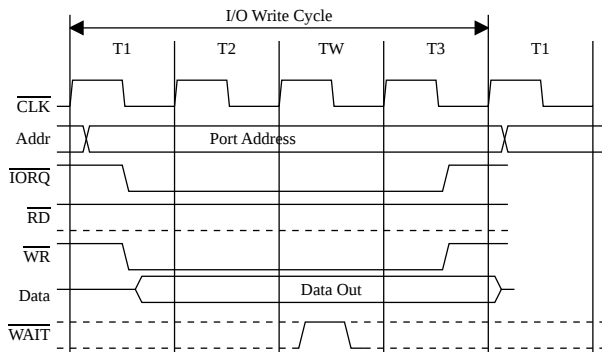 I/O Write Cycle
T1 T2 TW T3 T1
CLK
Addr Port Address
IORQ
RD
WR
Data Data Out
WAIT